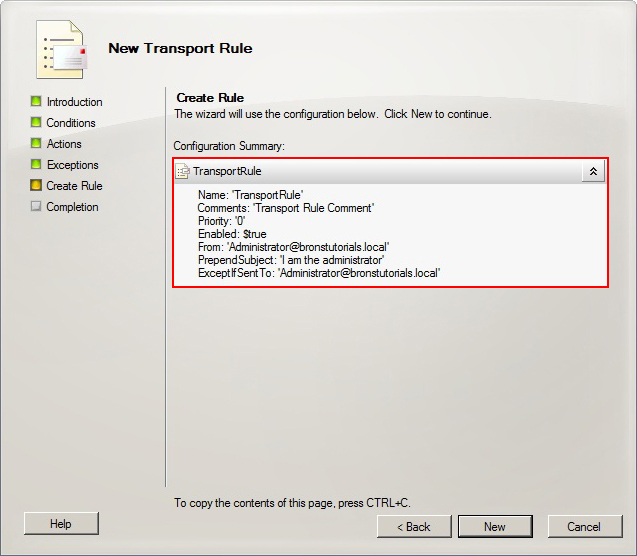 New Transport Rule
Introduction
Conditions
Actions
Exceptions
Create Rule
Completion
Create Rule
The wizard will use the configuration below.  Click New to continue.
Configuration Summary:
TransportRule
Name: 'TransportRule'
Comments: 'Transport Rule Comment'
Priority: '0'
Enabled: $true
From: 'Administrator@bronstutorials.local'
PrependSubject: 'I am the administrator'
ExceptIfSentTo: 'Administrator@bronstutorials.local'
To copy the contents of this page, press CTRL+C.
Help
< Back
New
Cancel